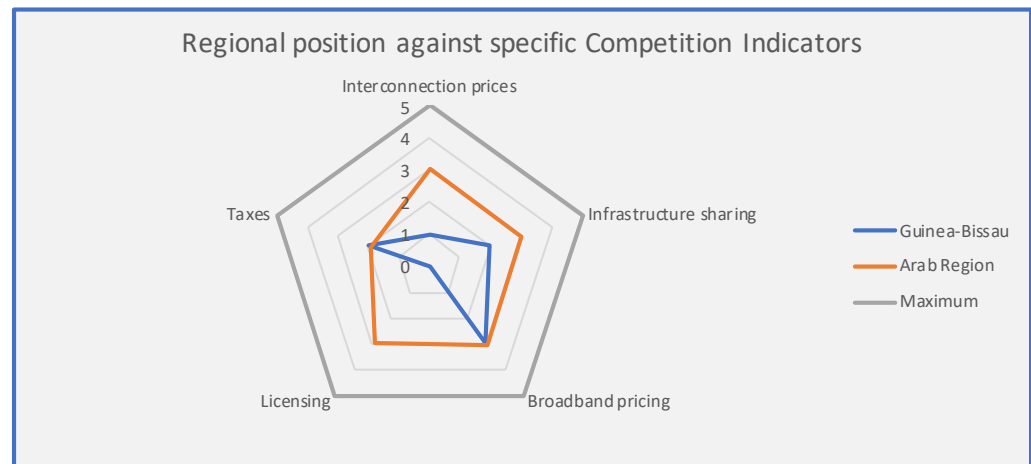 Regional position against specific Competition Indicators
Interconnection prices
5
4
3
2
1
0
Taxes
Infrastructure sharing
Licensing
Broadband pricing
Guinea-Bissau
Arab Region
Maximum